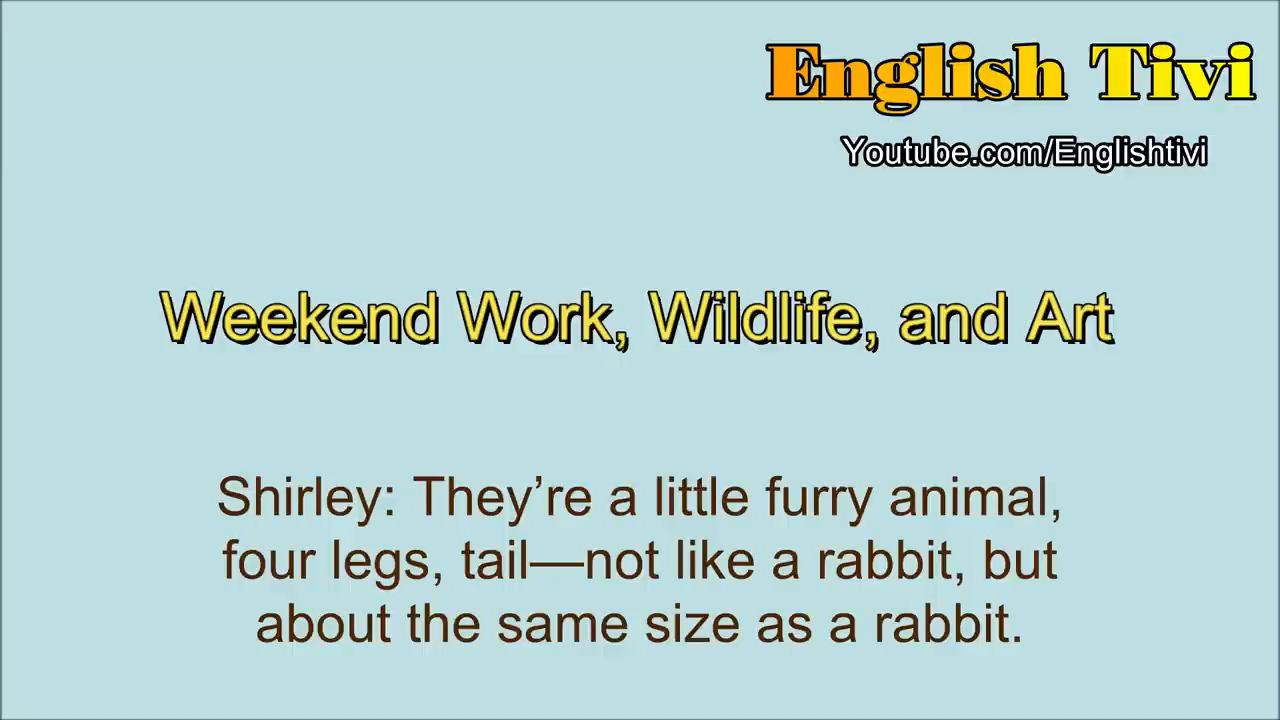 English Tivi
Youtube.com/Englishtivi
Weekend Work, Wildlife, and Art
Shirley: They’re a little furry animal,
four legs, tail—not like a rabbit, but
about the same size as a rabbit.